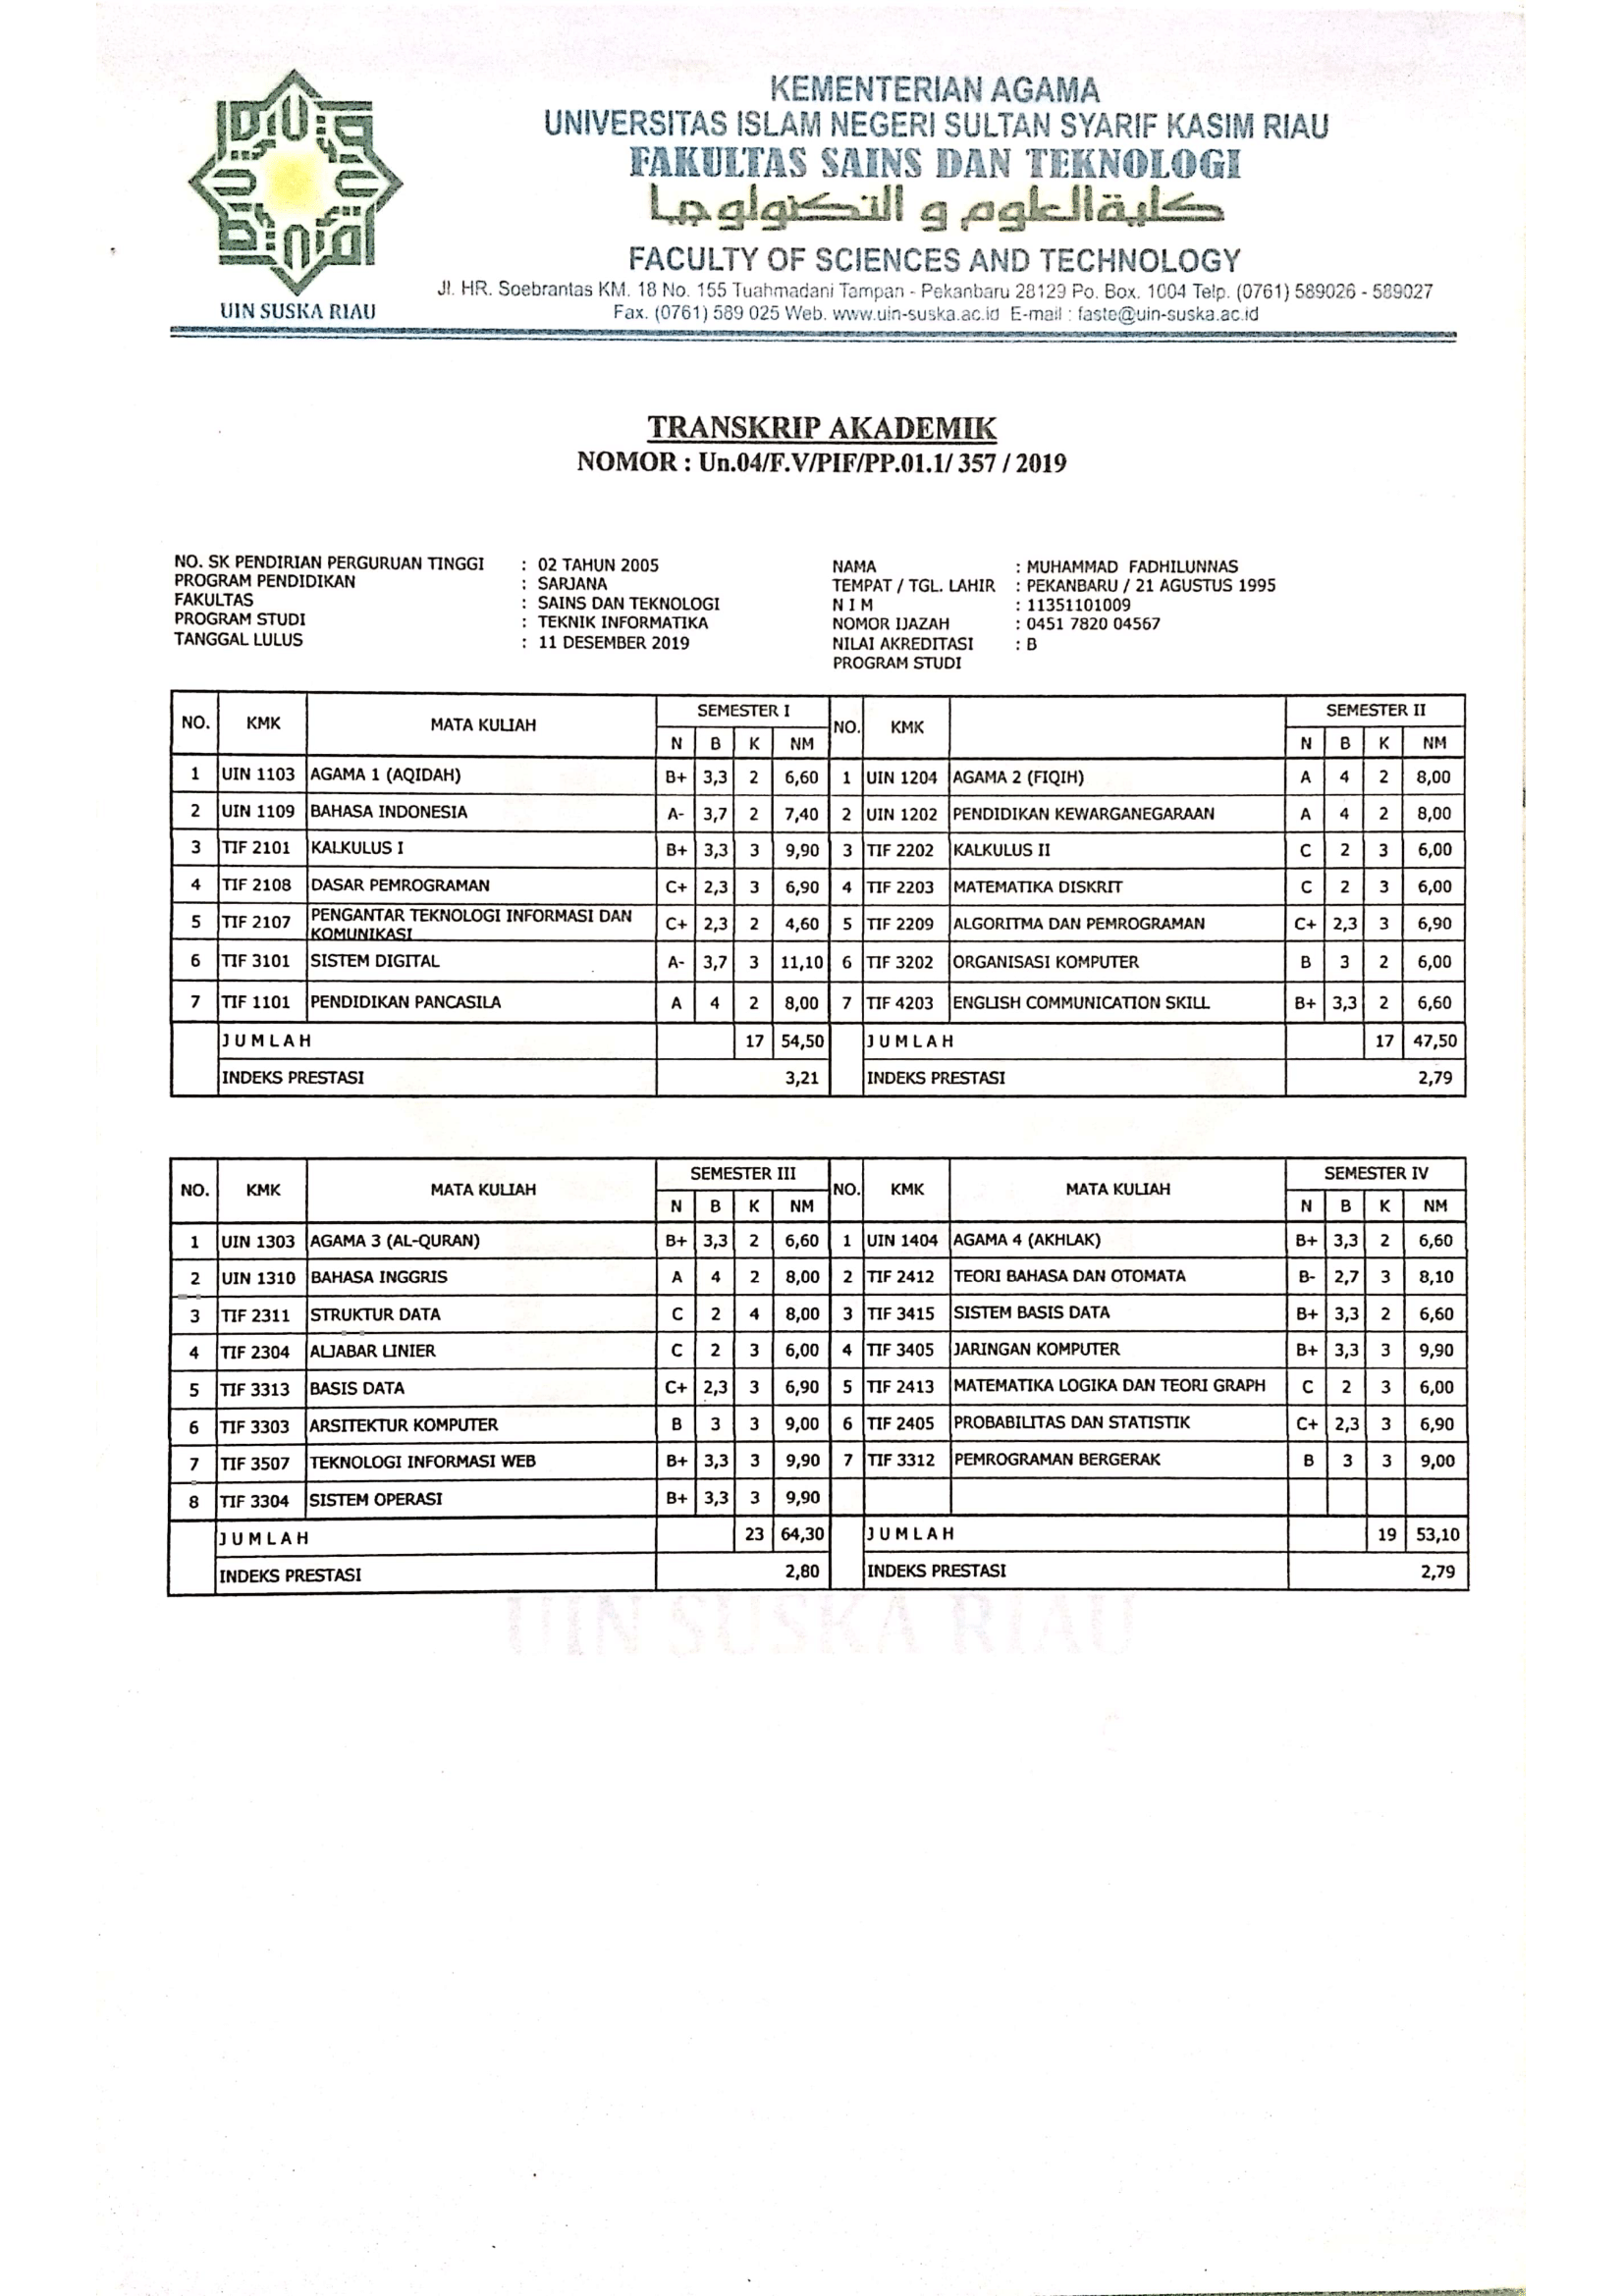 KEMENTERIAN AGAMA
UNIVERSITAS ISLAM NEGERI SULTAN SYARIF KASIM RIAU
FAKULTAS SAINS DAN TEKNOLOGI
كلية العلوم و التكنولوجيا
FACULTY OF SCIENCES AND TECHNOLOGY
Jl. HR. Soebrantas KM. 18 No. 155 Tuahmadani Tampan - Pekanbaru 28129 Po. Box. 1004 Telp. (0761) 589026 - 589027
Fax. (0761) 589 025 Web. www.uin-suska.ac.id E-mail : faste@uin-suska.ac.id
UIN SUSKA RIAU
TRANSKRIP AKADEMIK
NOMOR : Un.04/F.V/PIF/PP.01.1/ 357 / 2019
NO. SK PENDIRIAN PERGURUAN TINGGI : 02 TAHUN 2005
PROGRAM PENDIDIKAN : SARJANA
FAKULTAS : SAINS DAN TEKNOLOGI
PROGRAM STUDI : TEKNIK INFORMATIKA
TANGGAL LULUS : 11 DESEMBER 2019
NAMA : MUHAMMAD FADHILUNNAS
TEMPAT / TGL. LAHIR : PEKANBARU / 21 AGUSTUS 1995
N I M : 11351101009
NOMOR IJAZAH : 0451 7820 04567
NILAI AKREDITASI : B
PROGRAM STUDI
NO. KMK MATA KULIAH SEMESTER I
N B K NM
1 UIN 1103 AGAMA 1 (AQIDAH) B+ 3,3 2 6,60
2 UIN 1109 BAHASA INDONESIA A- 3,7 2 7,40
3 TIF 2101 KALKULUS I B+ 3,3 3 9,90
4 TIF 2108 DASAR PEMROGRAMAN C+ 2,3 3 6,90
5 TIF 2107 PENGANTAR TEKNOLOGI INFORMASI DAN
KOMUNIKASI C+ 2,3 2 4,60
6 TIF 3101 SISTEM DIGITAL A- 3,7 3 11,10
7 TIF 1101 PENDIDIKAN PANCASILA A 4 2 8,00
J U M L A H 17 54,50
INDEKS PRESTASI 3,21
NO. KMK SEMESTER II
N B K NM
1 UIN 1204 AGAMA 2 (FIQIH) A 4 2 8,00
2 UIN 1202 PENDIDIKAN KEWARGANEGARAAN A 4 2 8,00
3 TIF 2202 KALKULUS II C 2 3 6,00
4 TIF 2203 MATEMATIKA DISKRIT C 2 3 6,00
5 TIF 2209 ALGORITMA DAN PEMROGRAMAN C+ 2,3 3 6,90
6 TIF 3202 ORGANISASI KOMPUTER B 3 2 6,00
7 TIF 4203 ENGLISH COMMUNICATION SKILL B+ 3,3 2 6,60
J U M L A H 17 47,50
INDEKS PRESTASI 2,79
NO. KMK MATA KULIAH SEMESTER III
N B K NM
1 UIN 1303 AGAMA 3 (AL-QURAN) B+ 3,3 2 6,60
2 UIN 1310 BAHASA INGGRIS A 4 2 8,00
3 TIF 2311 STRUKTUR DATA C 2 4 8,00
4 TIF 2304 ALJABAR LINIER C 2 3 6,00
5 TIF 3313 BASIS DATA C+ 2,3 3 6,90
6 TIF 3303 ARSITEKTUR KOMPUTER B 3 3 9,00
7 TIF 3507 TEKNOLOGI INFORMASI WEB B+ 3,3 3 9,90
8 TIF 3304 SISTEM OPERASI B+ 3,3 3 9,90
J U M L A H 23 64,30
INDEKS PRESTASI 2,80
NO. KMK MATA KULIAH SEMESTER IV
N B K NM
1 UIN 1404 AGAMA 4 (AKHLAK) B+ 3,3 2 6,60
2 TIF 2412 TEORI BAHASA DAN OTOMATA B- 2,7 3 8,10
3 TIF 3415 SISTEM BASIS DATA B+ 3,3 2 6,60
4 TIF 3405 JARINGAN KOMPUTER B+ 3,3 3 9,90
5 TIF 2413 MATEMATIKA LOGIKA DAN TEORI GRAPH C 2 3 6,00
6 TIF 2405 PROBABILITAS DAN STATISTIK C+ 2,3 3 6,90
7 TIF 3312 PEMROGRAMAN BERGERAK B 3 3 9,00
J U M L A H 19 53,10
INDEKS PRESTASI 2,79
UIN SUSKA RIAU